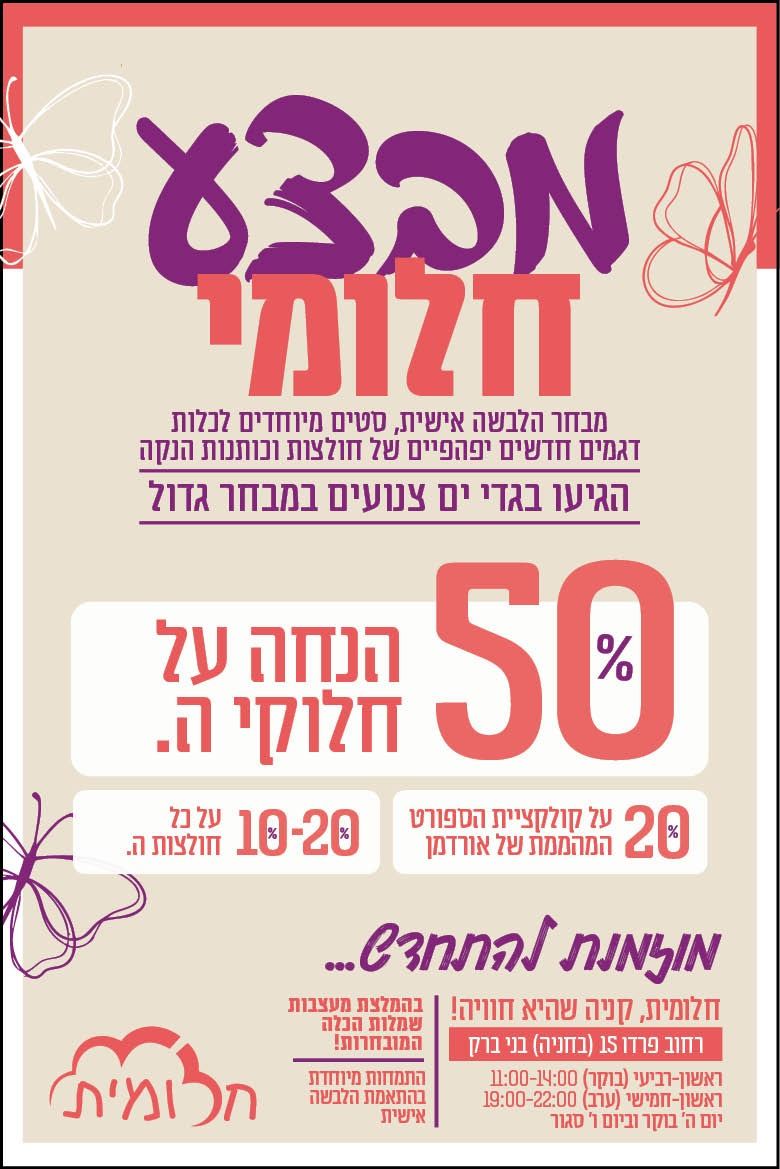 מבצע
חלומי
מבחר הלבשה אישית, סטים מיוחדים לכלות
דגמים חדשים יפהפיים של חולצות וכותנות הנקה
הגיעו בגדי ים צנועים במבחר גדול
50% הנחה על
חלוקי ה.
20% על קולקציית הספורט
המהממת של אורדמן
10%-20% על כל
חולצות ה.
מוזמנת להתחדש...
חלומית, קניה שהיא חוויה!
רחוב פרדו 15 (בחניה) בני ברק
ראשון-רביעי (בוקר) 11:00-14:00
ראשון-חמישי (ערב) 19:00-22:00
יום ה' בוקר וביום ו' סגור
בהמלצת מעצבות
שמלות הכלה
המובחרות!
התמחות מיוחדת
בהתאמת הלבשה
אישית
חלומית